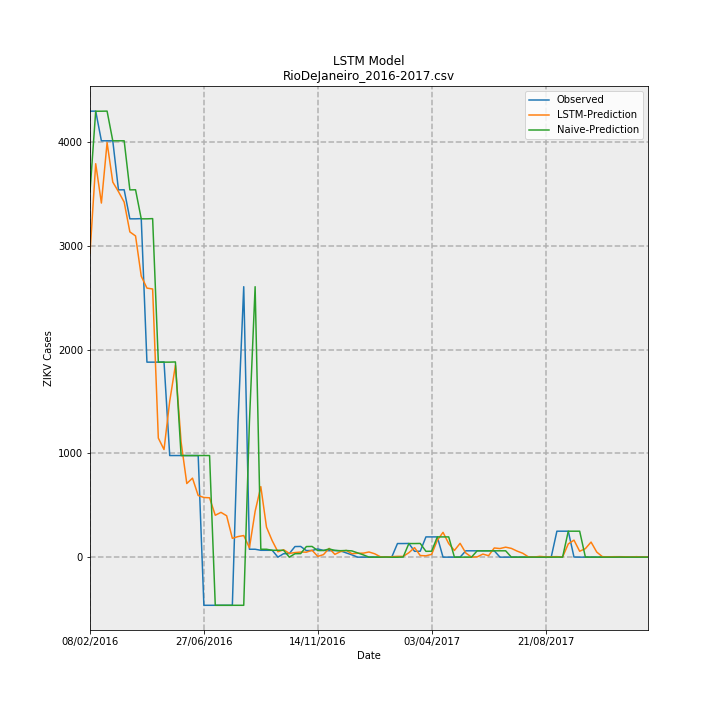 LSTM Model
RioDeJaneiro_2016-2017.csv
Observed
LSTM-Prediction
Naive-Prediction
4000
3000
2000
1000
0
ZIKV Cases
08/02/2016
27/06/2016
14/11/2016
03/04/2017
21/08/2017
Date